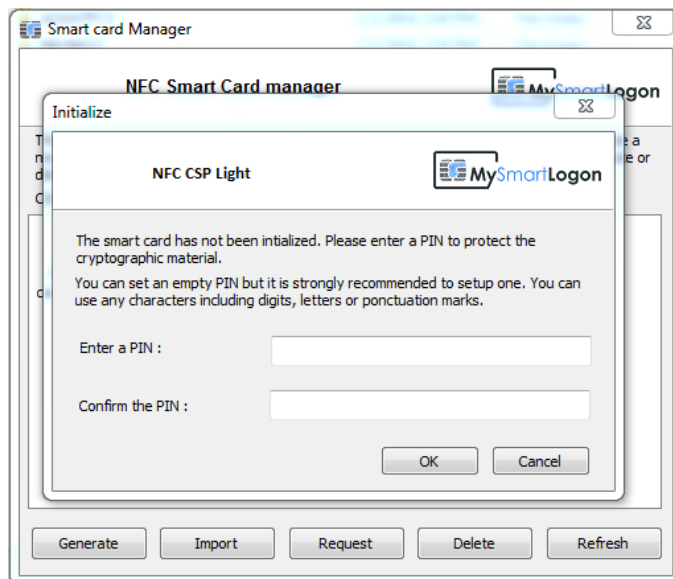 Smart card Manager
NFC Smart Card manager
MySmartLogon
Initialize
NFC CSP Light
MySmartLogon
The smart card has not been intialized. Please enter a PIN to protect the
cryptographic material.
You can set an empty PIN but it is strongly recommended to setup one. You can
use any characters including digits, letters or ponctuation marks.
Enter a PIN :
Confirm the PIN :
OK
Cancel
Generate
Import
Request
Delete
Refresh